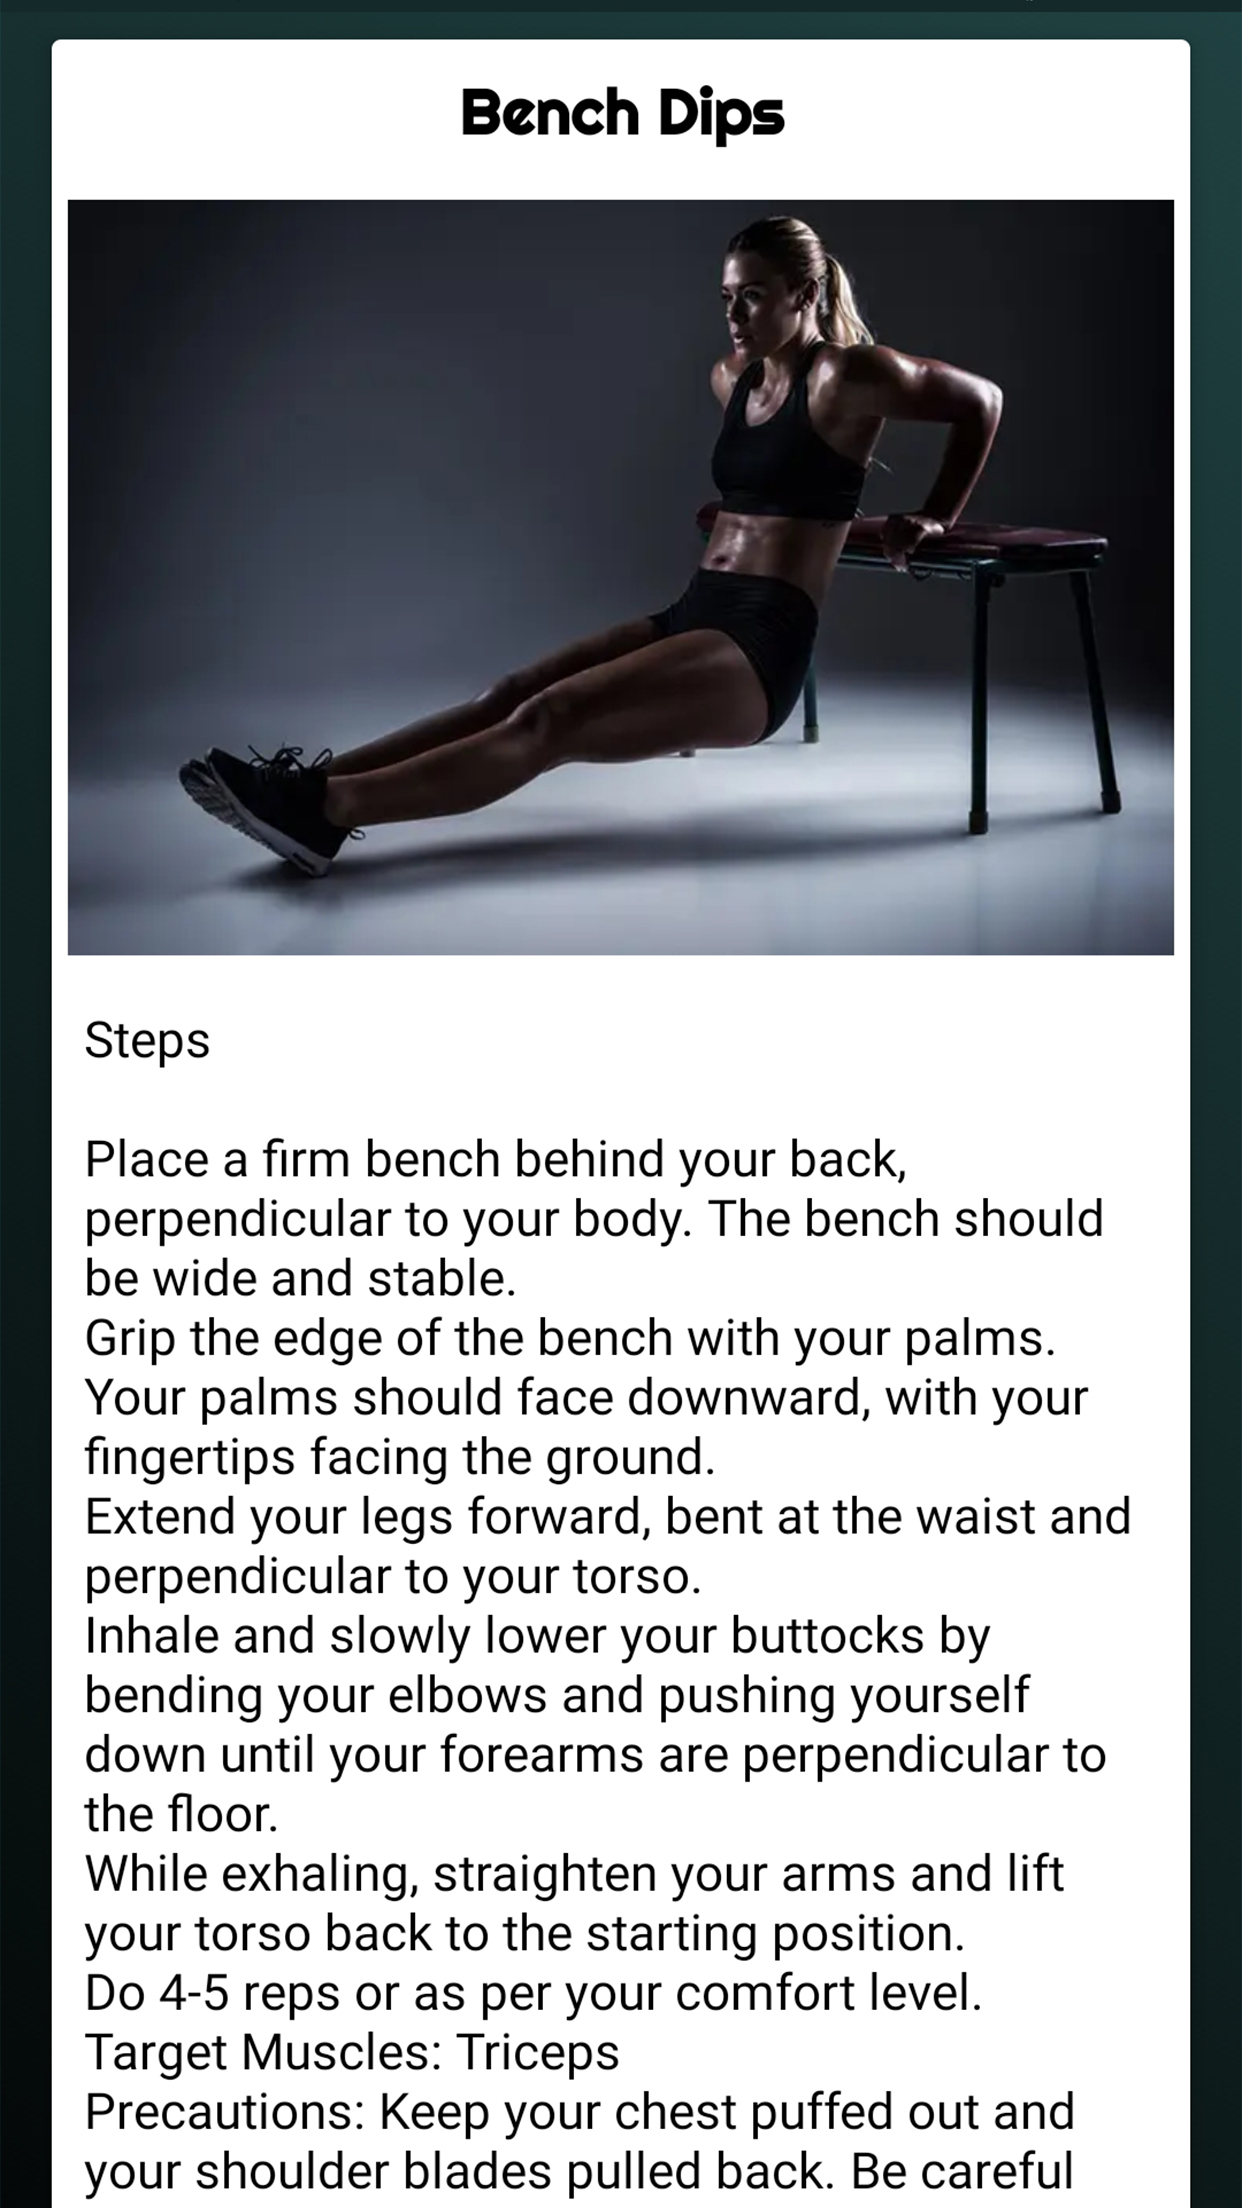 Bench Dips
Steps
Place a firm bench behind your back,
perpendicular to your body. The bench should
be wide and stable.
Grip the edge of the bench with your palms.
Your palms should face downward, with your
fingertips facing the ground.
Extend your legs forward, bent at the waist and
perpendicular to your torso.
Inhale and slowly lower your buttocks by
bending your elbows and pushing yourself
down until your forearms are perpendicular to
the floor.
While exhaling, straighten your arms and lift
your torso back to the starting position.
Do 4-5 reps or as per your comfort level.
Target Muscles: Triceps
Precautions: Keep your chest puffed out and
your shoulder blades pulled back. Be careful